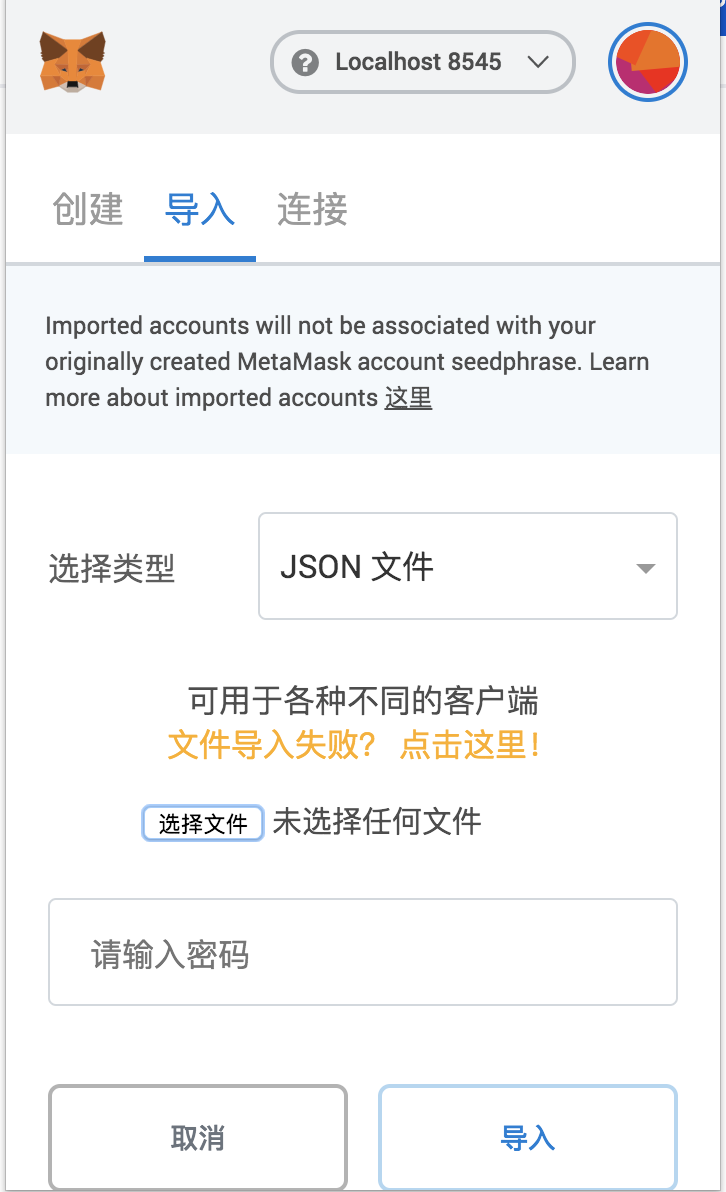 Localhost 8545
创建 导入 连接
Imported accounts will not be associated with your
originally created MetaMask account seedphrase. Learn
more about imported accounts 这里
选择类型 JSON 文件
可用于各种不同的客户端
文件导入失败？ 点击这里！
选择文件 未选择任何文件
请输入密码
取消 导入